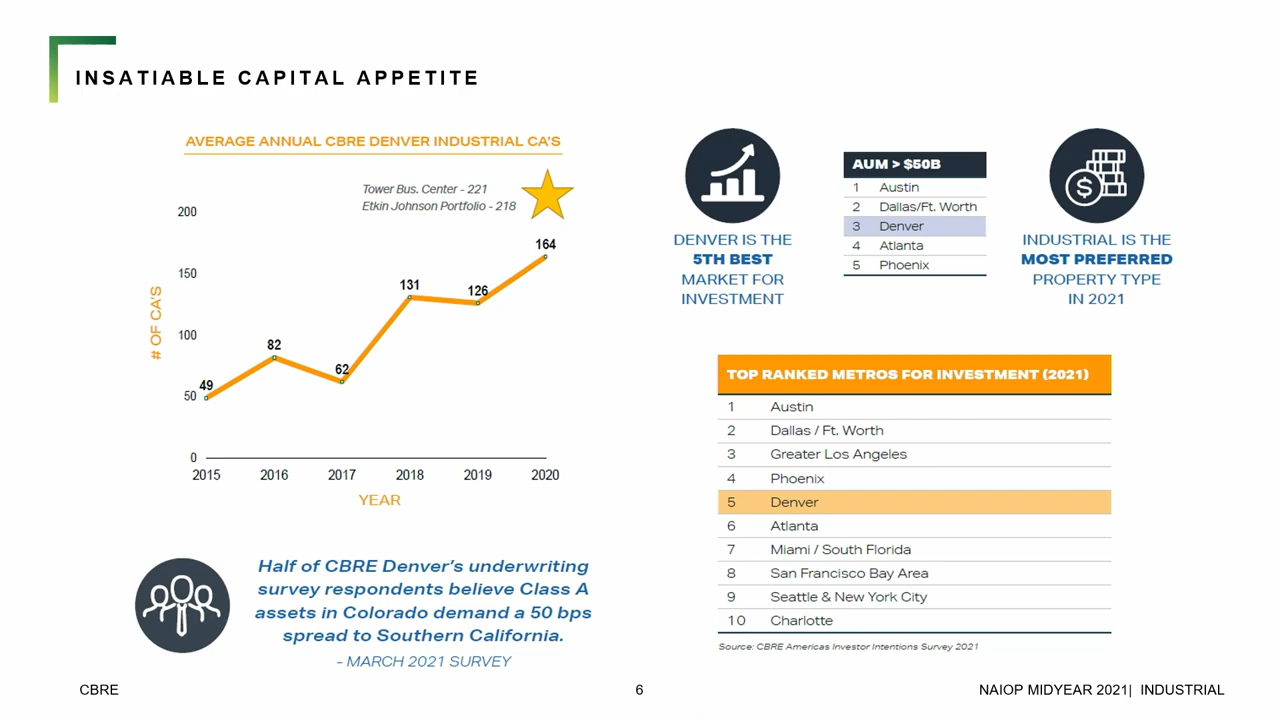 INSATIABLE CAPITAL APPETITE
AVERAGE ANNUAL CBRE DENVER INDUSTRIAL CA'S
Tower Bus. Center - 221
Etkin Johnson Portfolio - 218
# OF CA'S
200
150
100
50
0
49
82
62
131
126
164
2015 2016 2017 2018 2019 2020
YEAR
Half of CBRE Denver's underwriting
survey respondents believe Class A
assets in Colorado demand a 50 bps
spread to Southern California.
- MARCH 2021 SURVEY
DENVER IS THE
5TH BEST
MARKET FOR
INVESTMENT
AUM > $50B
1 Austin
2 Dallas/Ft. Worth
3 Denver
4 Atlanta
5 Phoenix
$
INDUSTRIAL IS THE
MOST PREFERRED
PROPERTY TYPE
IN 2021
TOP RANKED METROS FOR INVESTMENT (2021)
1 Austin
2 Dallas / Ft. Worth
3 Greater Los Angeles
4 Phoenix
5 Denver
6 Atlanta
7 Miami / South Florida
8 San Francisco Bay Area
9 Seattle & New York City
10 Charlotte
Source: CBRE Americas Investor Intentions Survey 2021
CBRE
6
NAIOP MIDYEAR 2021| INDUSTRIAL